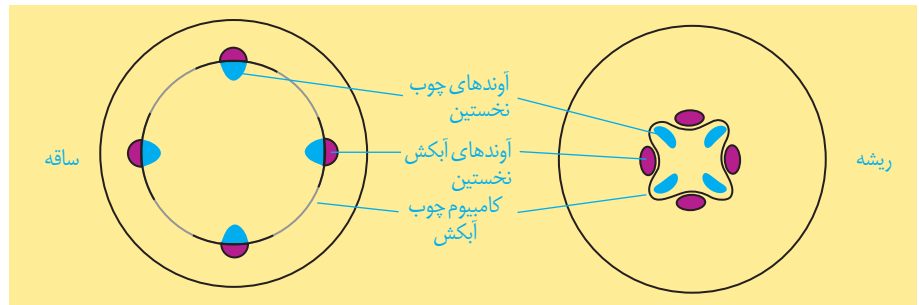 ریشه
آوندهای چوب
نخستین
آوندهای آبکش
نخستین
کامبیوم چوب
آبکش
ساقه